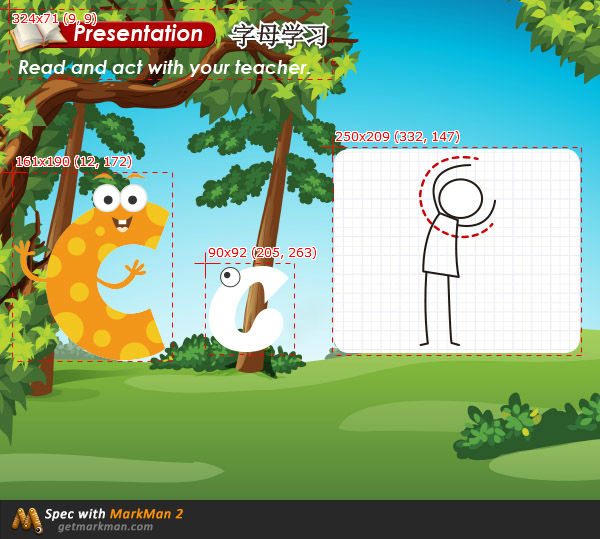 324x71 (9, 9)
Presentation 字母学习
Read and act with your teacher.
250x209 (332, 147)
161x190 (12, 172)
90x92 (205, 263)
C c
Spec with MarkMan 2
getmarkman.com